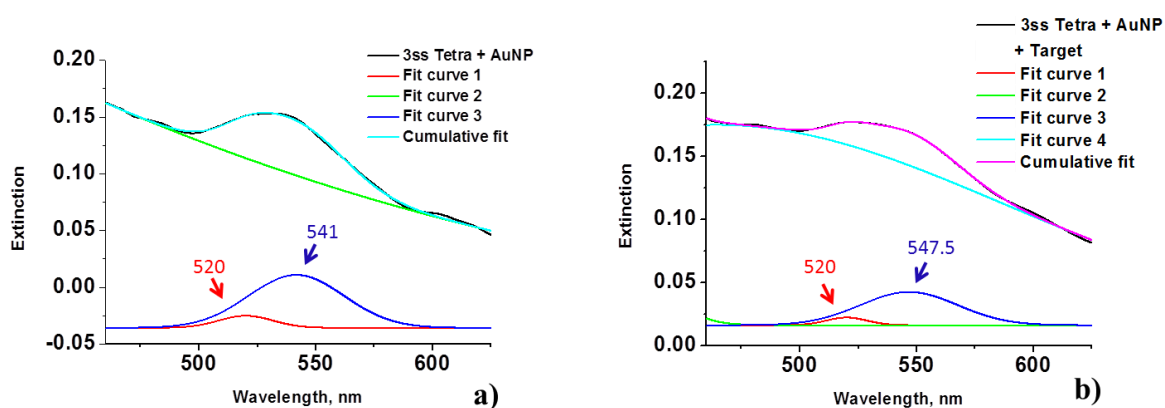 3ss Tetra + AuNP
Fit curve 1
Fit curve 2
Fit curve 3
Cumulative fit
0.20
0.15
0.10
0.05
0.00
-0.05
Extinction
520
541
500
550
600
Wavelength, nm
a)
3ss Tetra + AuNP
+ Target
Fit curve 1
Fit curve 2
Fit curve 3
Fit curve 4
Cumulative fit
0.20
0.15
0.10
0.05
0.00
Extinction
520
547.5
500
550
600
Wavelength, nm
b)